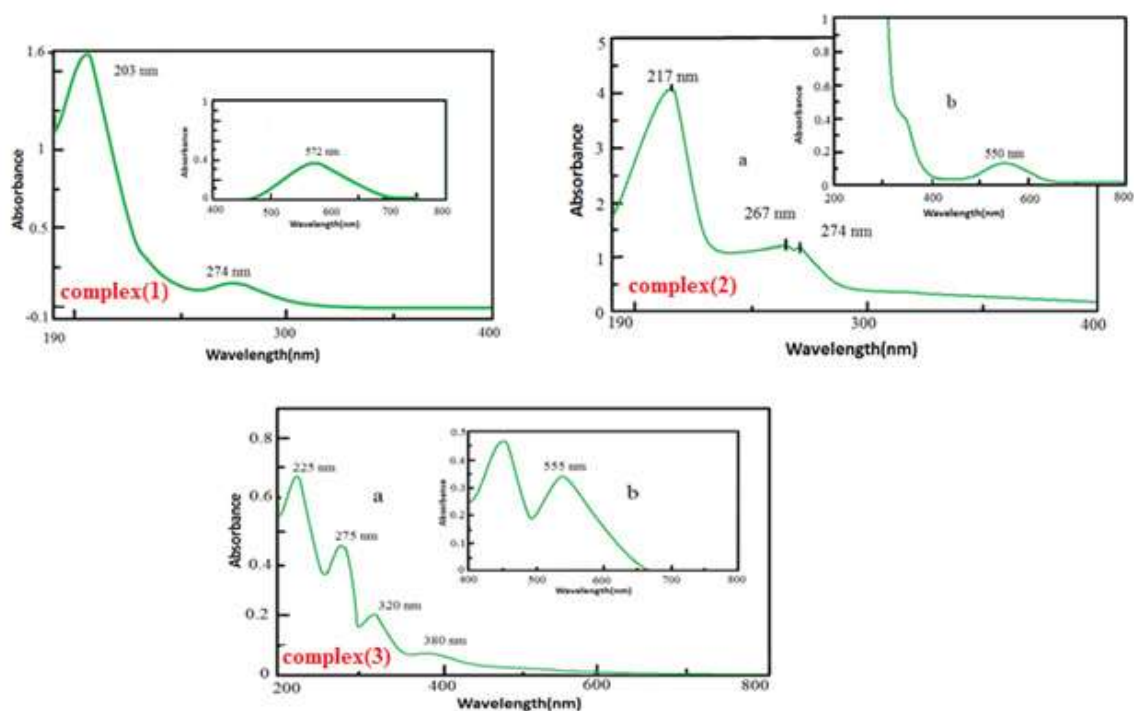 1.6
203 nm
1
Absorbance
0.5
-0.1
190
300
400
Wavelength(nm)
274 nm
complex(1)
1
0.4
0
Absorbance
572 nm
400
500
600
700
800
Wavelength(nm)
5
4
3
2
1
0
Absorbance
217 nm
a
267 nm
274 nm
complex(2)
190
300
400
Wavelength(nm)
1
0.8
0.6
0.4
0.2
0
Absorbance
b
550 nm
200
400
600
800
Wavelength(nm)
0.8
0.6
0.4
0.2
0
Absorbance
225 nm
a
275 nm
320 nm
380 nm
complex(3)
200
400
600
800
Wavelength(nm)
0.5
0.4
0.3
0.2
0.1
0
Absorbance
555 nm
b
500
600
700
800
Wavelength(nm)